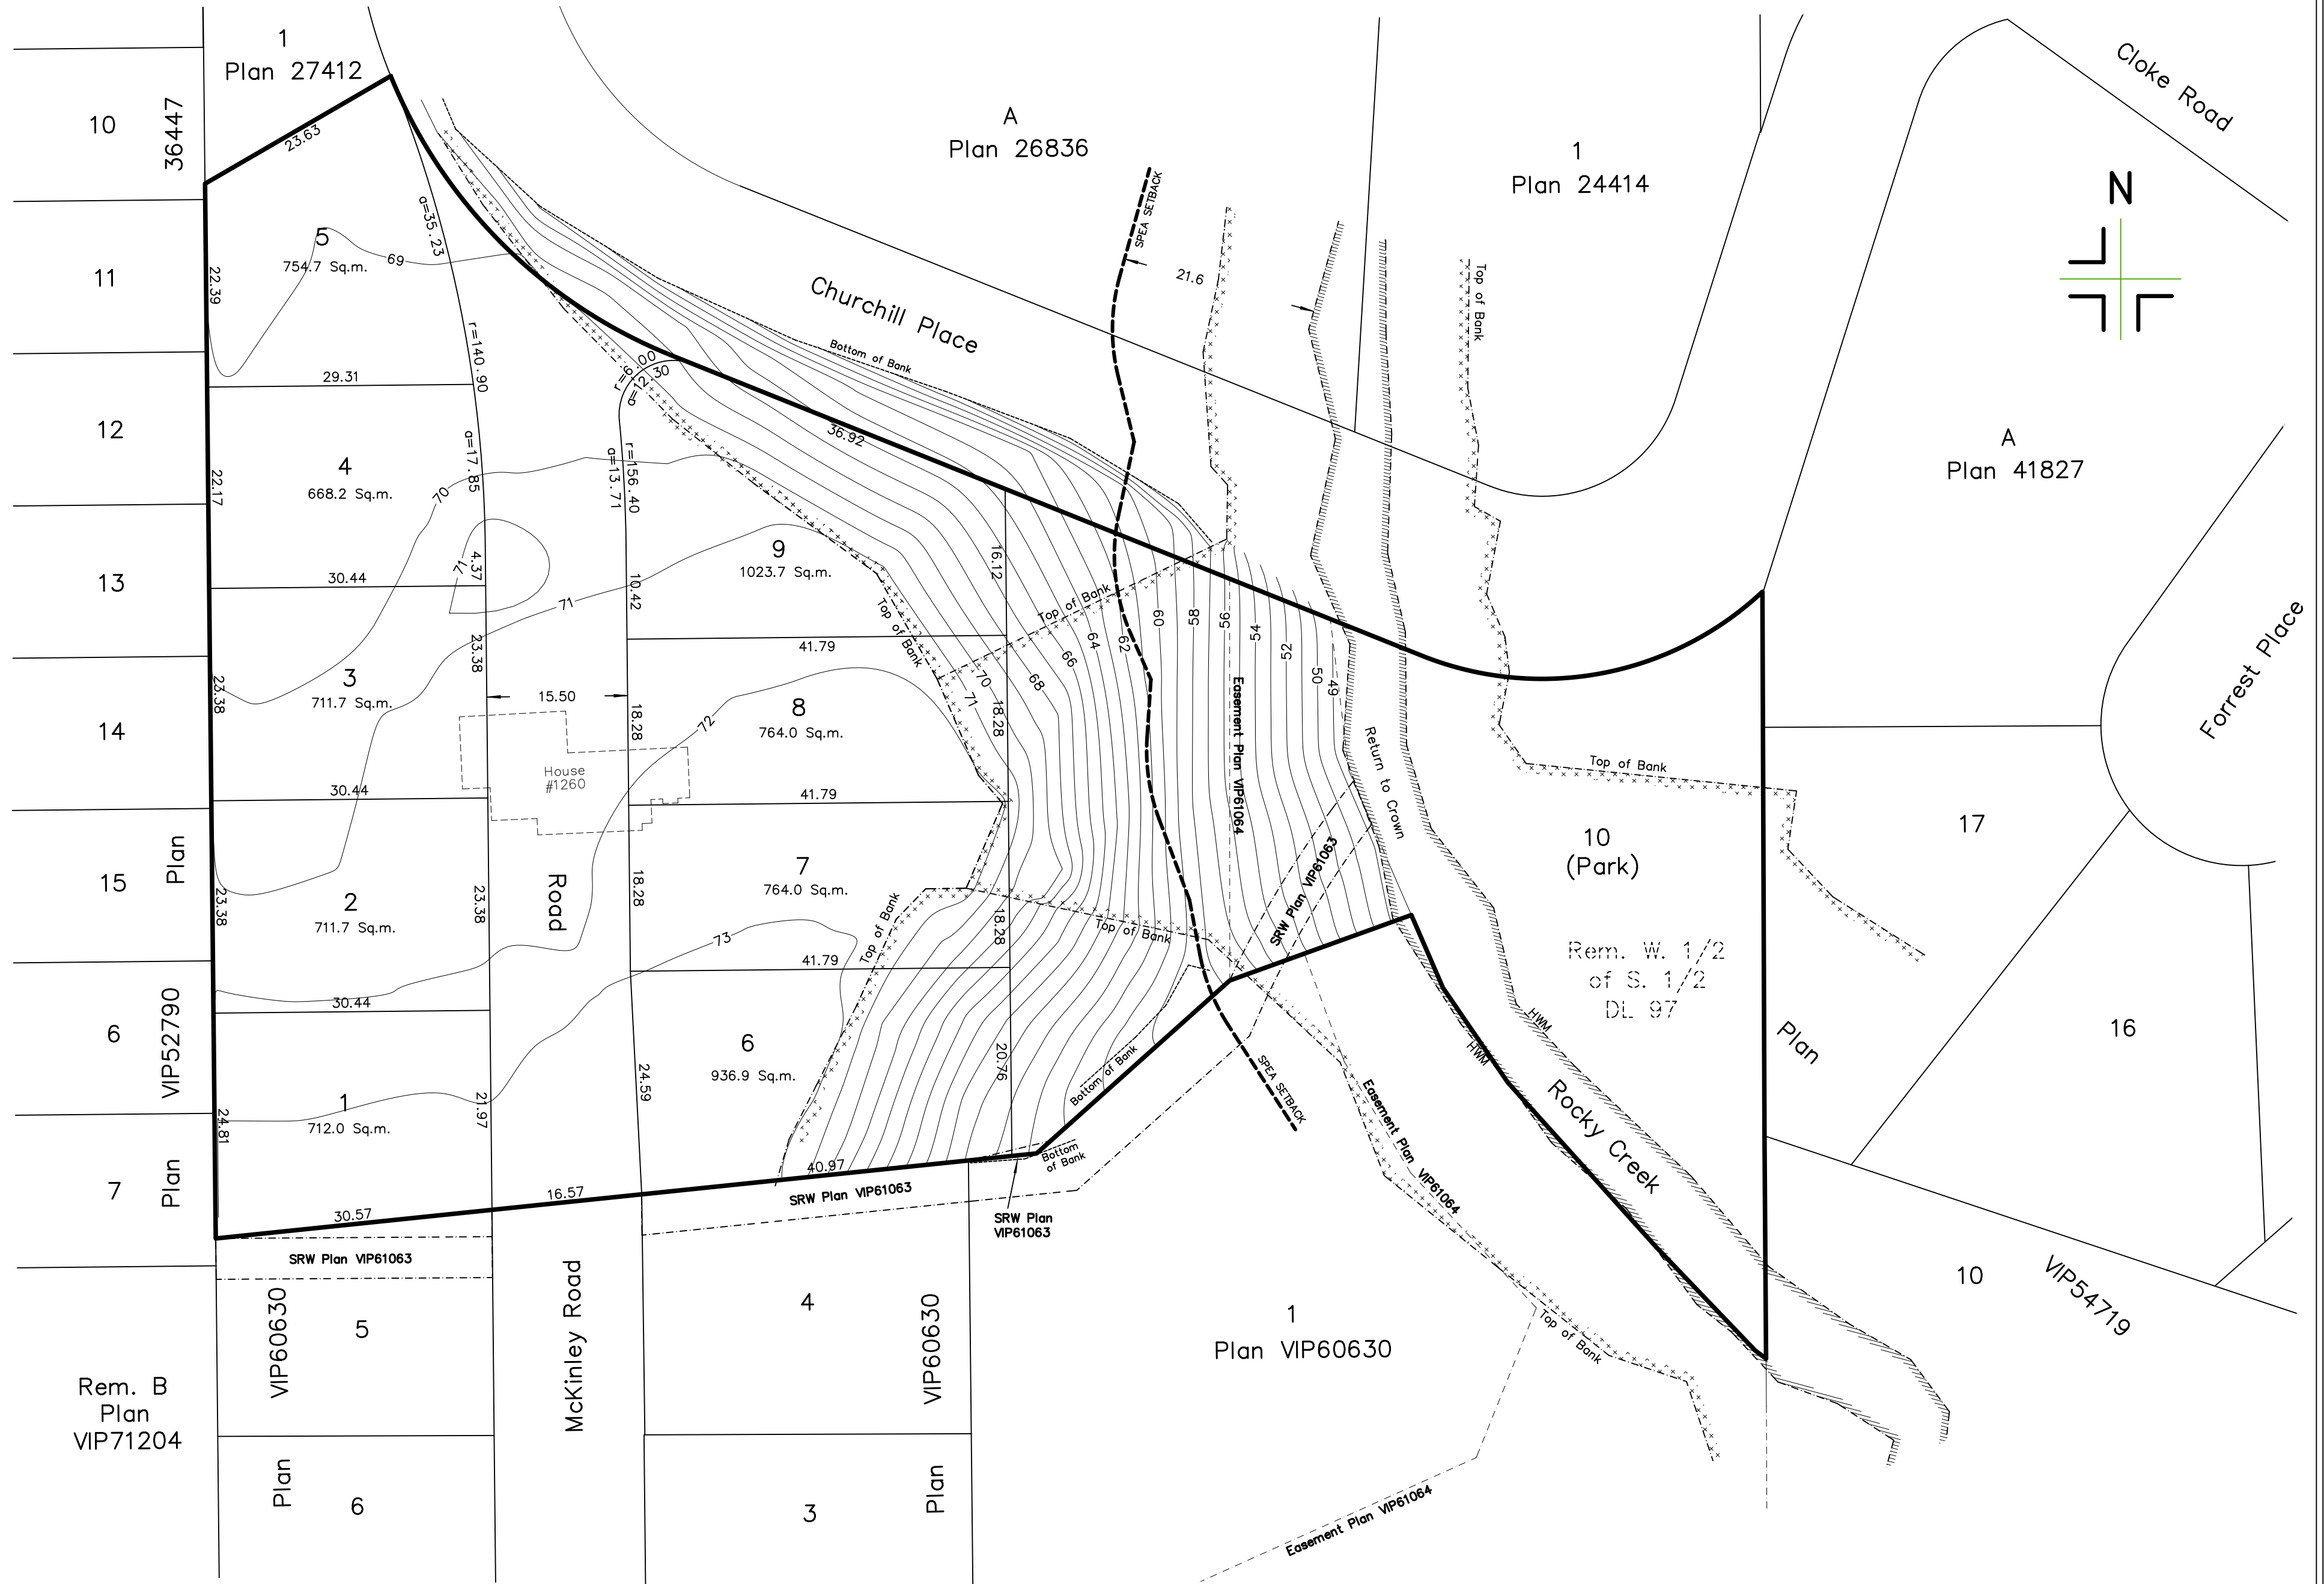 1
Plan 27412
10
36447
23.63
A
Plan 26836
1
Plan 24414
Cloke Road
N
SPEA SETBACK
21.6
Top of Bank
11
5
754.7 Sq.m.
69
a=35.23
22.39
r=140.90
Churchill Place
Bottom of Bank
29.31
r=6.00
a=12.30
36.92
12
4
668.2 Sq.m.
70
a=17.85
22.17
r=156.40
a=13.71
A
Plan 41827
13
30.44
71
4.37
71
10.42
9
1023.7 Sq.m.
16.12
Top of Bank
Top of Bank
71
70
68
66
64
62
60
58
56
54
52
50
49
Forrest Place
3
711.7 Sq.m.
23.38
23.38
15.50
41.79
14
House
#1260
18.28
72
8
764.0 Sq.m.
18.28
Easement Plan VIP61064
Return to Crown
Top of Bank
30.44
41.79
15
Plan
2
711.7 Sq.m.
23.38
23.38
Road
18.28
7
764.0 Sq.m.
18.28
73
Top of Bank
Top of Bank
SRW Plan VIP61063
10
(Park)
17
Rem. W. 1/2
of S. 1/2
DL 97
41.79
30.44
6
VIP52790
6
936.9 Sq.m.
20.76
24.59
Bottom of Bank
SPEA SETBACK
HWM
HWM
Plan
16
1
712.0 Sq.m.
24.81
21.97
7
Plan
40.97
16.57
30.57
SRW Plan VIP61063
Bottom
of Bank
SRW Plan
VIP61063
SRW Plan VIP61063
Easement Plan VIP61064
Rocky Creek
10
VIP54719
VIP60630
5
McKinley Road
4
VIP60630
1
Plan VIP60630
Top of Bank
Rem. B
Plan
VIP71204
Plan
6
3
Plan
Easement Plan VIP61064